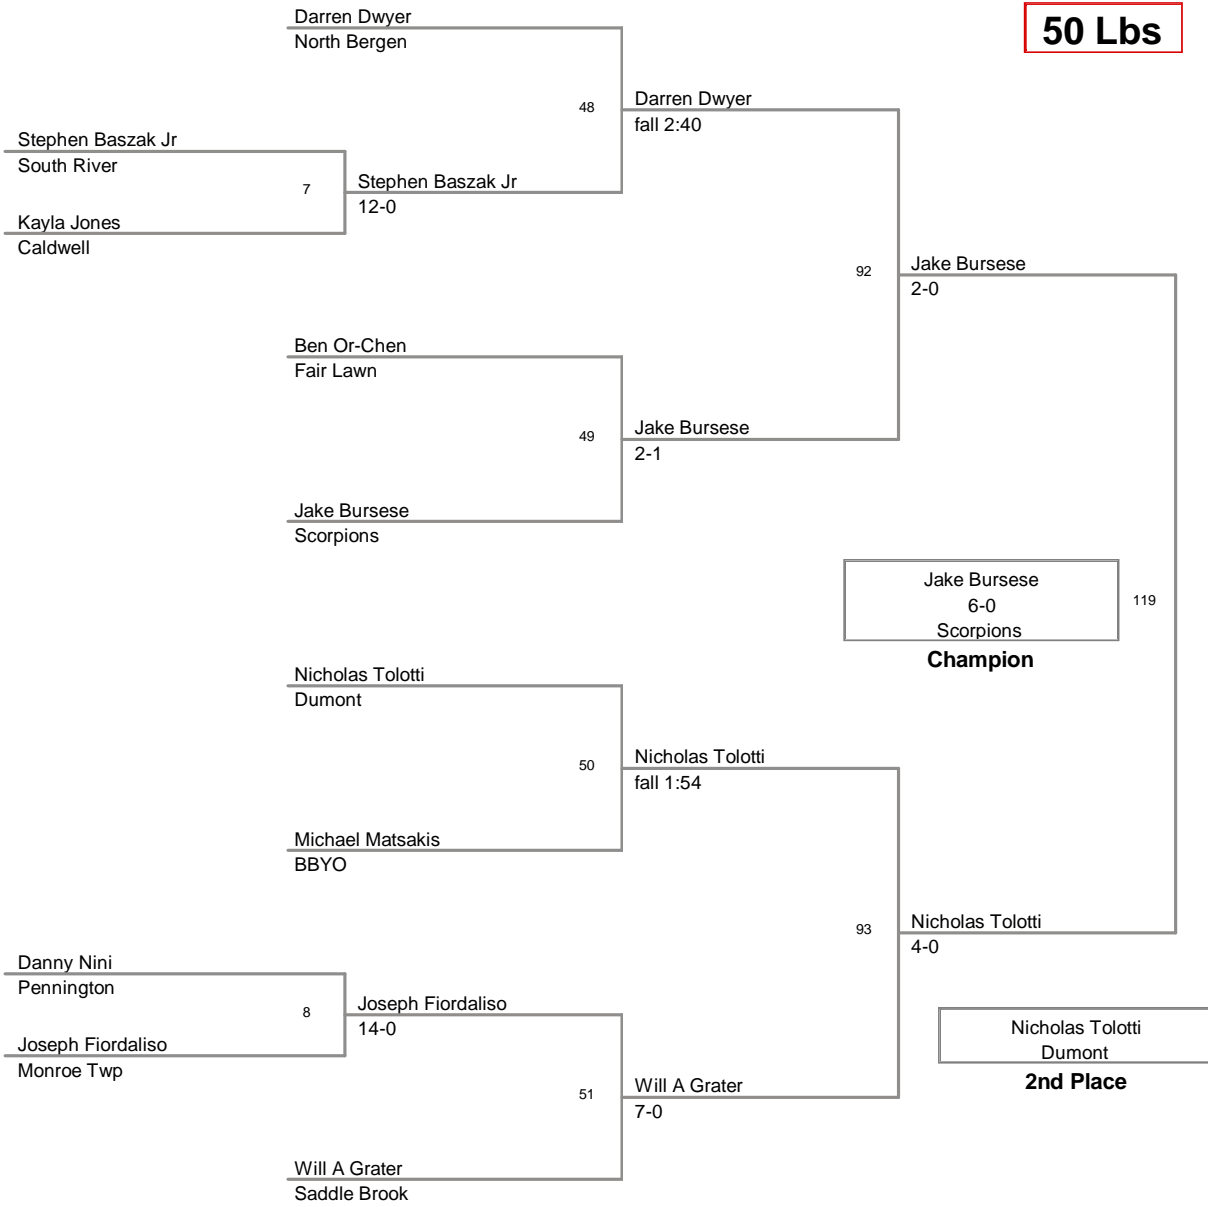 50 Lbs
Darren Dwyer
North Bergen
48
Darren Dwyer
fall 2:40
Stephen Baszak Jr
South River
7
Stephen Baszak Jr
12-0
Kayla Jones
Caldwell
92
Jake Bursese
2-0
Ben Or-Chen
Fair Lawn
49
Jake Bursese
2-1
Jake Bursese
Scorpions
Jake Bursese
6-0
Scorpions
Champion
119
Nicholas Tolotti
Dumont
50
Nicholas Tolotti
fall 1:54
Michael Matsakis
BBYO
93
Nicholas Tolotti
4-0
Danny Nini
Pennington
8
Joseph Fiordaliso
14-0
Joseph Fiordaliso
Monroe Twp
Nicholas Tolotti
Dumont
2nd Place
51
Will A Grater
7-0
Will A Grater
Saddle Brook